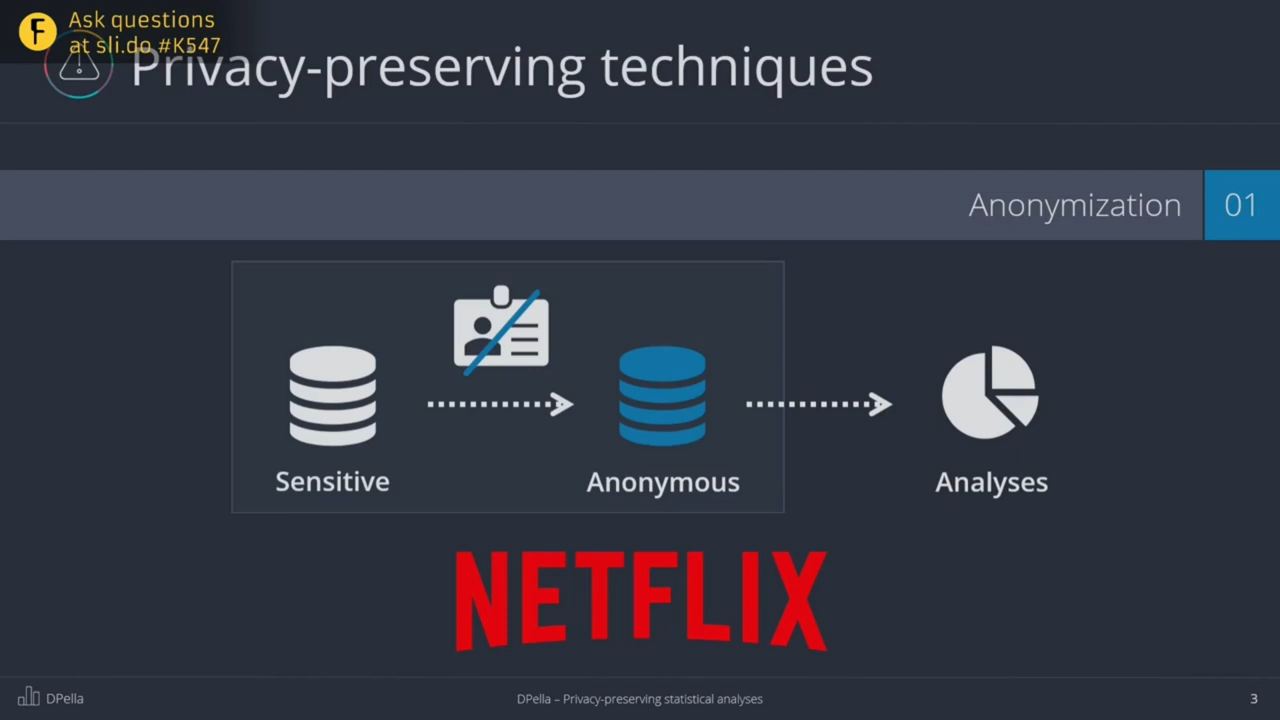 F
Ask questions
at sli.do #K547
Privacy-preserving techniques
Anonymization 01
Sensitive
Anonymous
Analyses
NETFLIX
DPella
DPella – Privacy-preserving statistical analyses
3